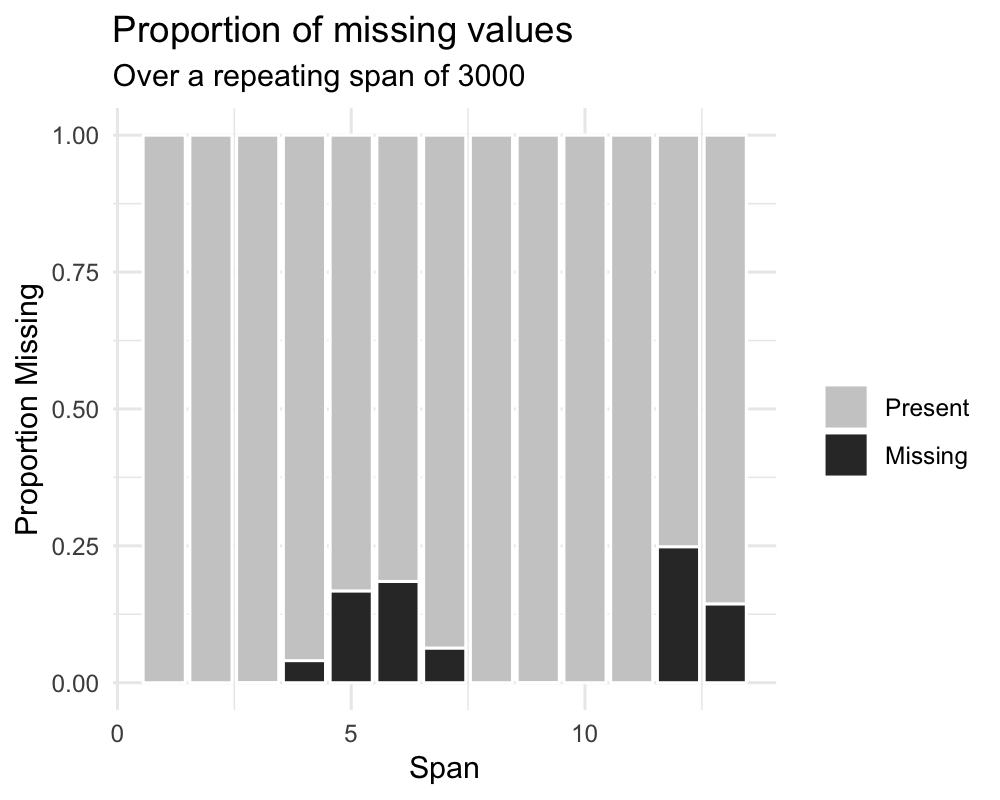 Proportion of missing values
Over a repeating span of 3000
Proportion Missing
1.00
0.75
0.50
0.25
0.00
0
5
10
Span
Present
Missing